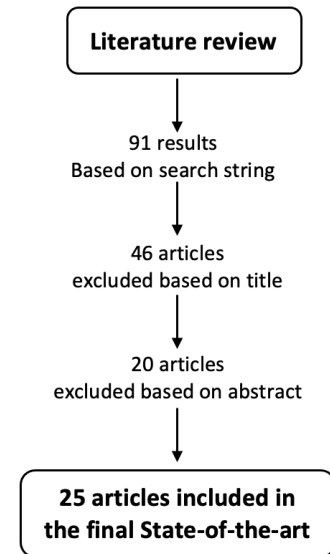 Literature review
91 results
Based on search string
46 articles
excluded based on title
20 articles
excluded based on abstract
25 articles included in
the final State-of-the-art